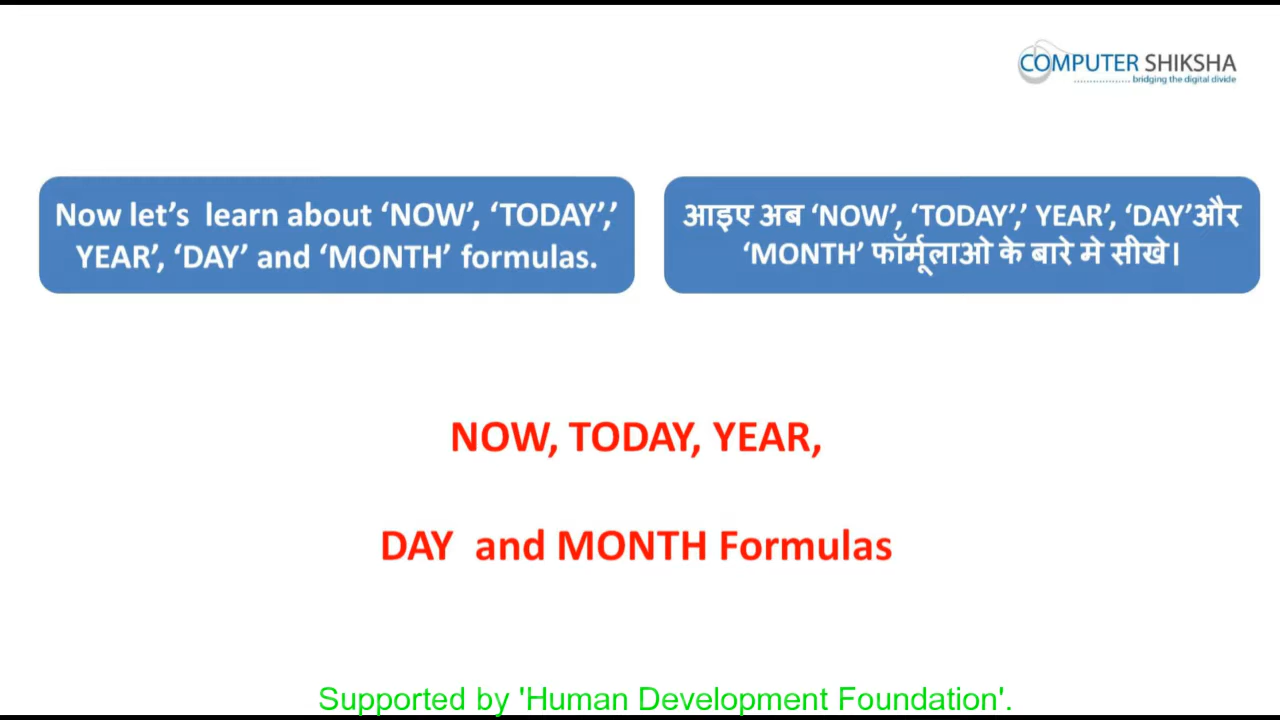 COMPUTER SHIKSHA
bridging the digital divide
Now let’s learn about ‘NOW’, ‘TODAY’,’
YEAR’, ‘DAY’ and ‘MONTH’ formulas.
आइए अब ‘NOW’, ‘TODAY’,’ YEAR’, ‘DAY’और
‘MONTH’ फॉर्मूलाओ के बारे मे सीखे।
NOW, TODAY, YEAR,
DAY and MONTH Formulas
Supported by 'Human Development Foundation'.